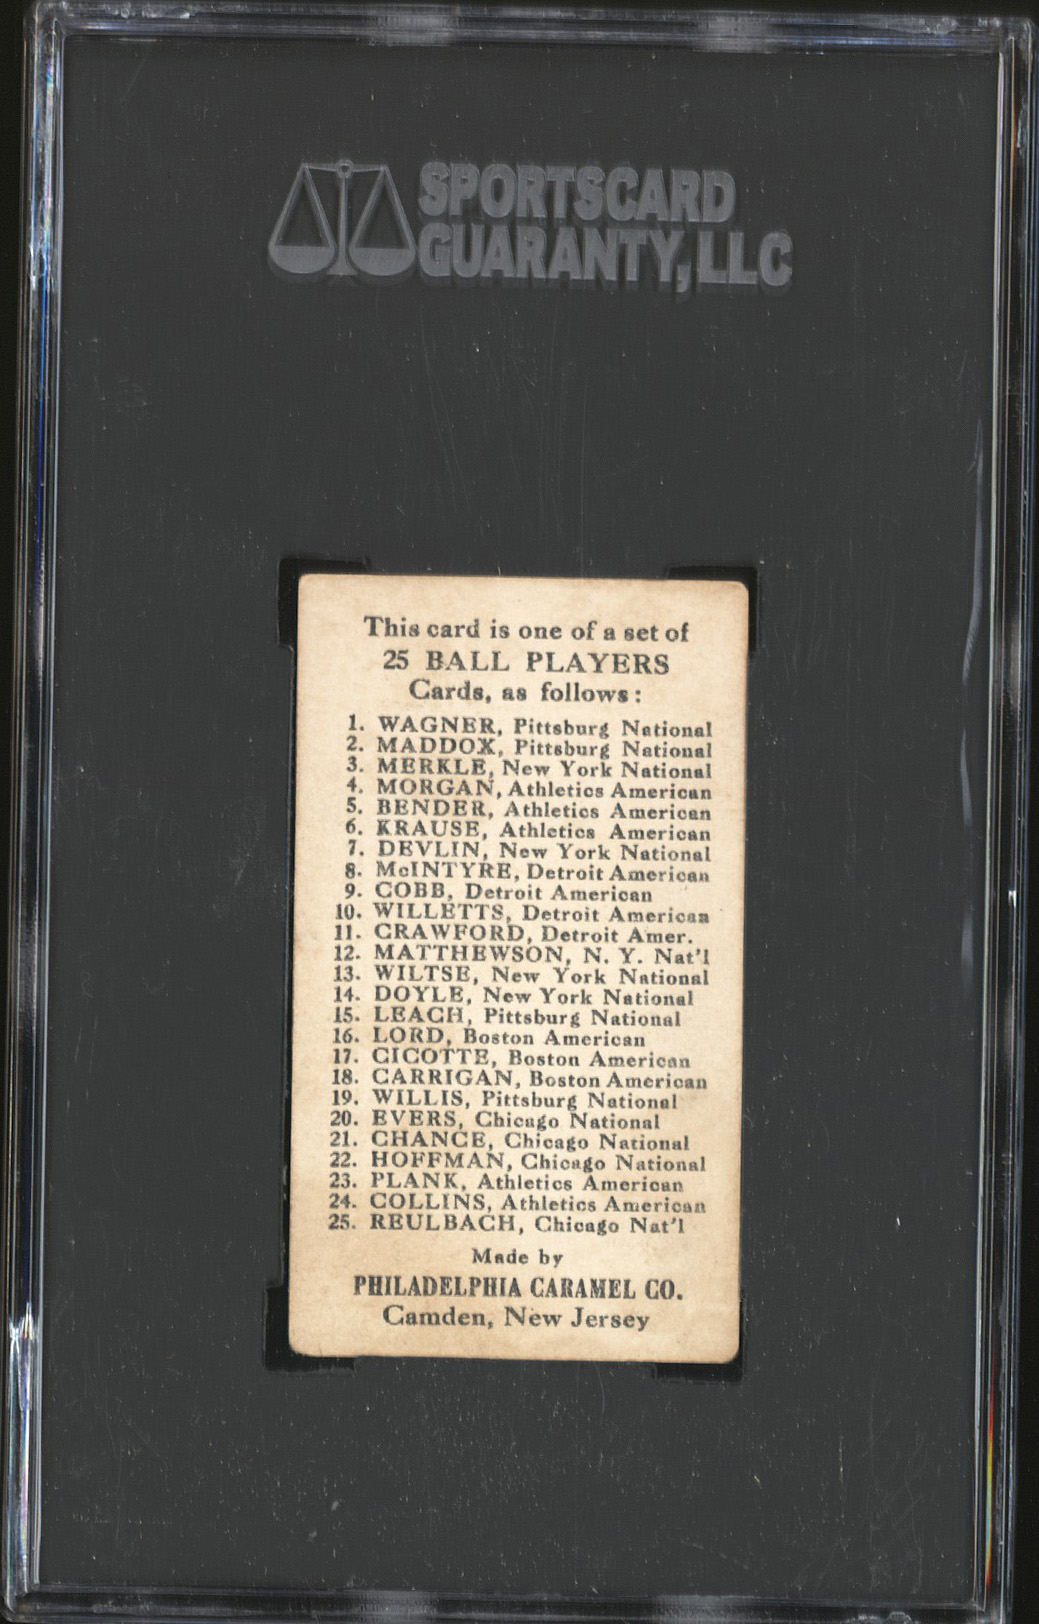 SPORTSCARD
GUARANTY, LLC
This card is one of a set of
25 BALL PLAYERS
Cards, as follows:
1. WAGNER, Pittsburg National
2. MADDOX, Pittsburg National
3. MERKLE, New York National
4. MORGAN, Athletics American
5. BENDER, Athletics American
6. KRAUSE, Athletics American
7. DEVLIN, New York National
8. McINTYRE, Detroit American
9. COBB, Detroit American
10. WILLETTS, Detroit American
11. CRAWFORD, Detroit Amer.
12. MATTHEWSON, N. Y. Nat'l
13. WILTSE, New York National
14. DOYLE, New York National
15. LEACH, Pittsburg National
16. LORD, Boston American
17. CICOTTE, Boston American
18. CARRIGAN, Boston American
19. WILLIS, Pittsburg National
20. EVERS, Chicago National
21. CHANCE, Chicago National
22. HOFFMAN, Chicago National
23. PLANK, Athletics American
24. COLLINS, Athletics American
25. REULBACH, Chicago Nat'l
Made by
PHILADELPHIA CARAMEL CO.
Camden, New Jersey